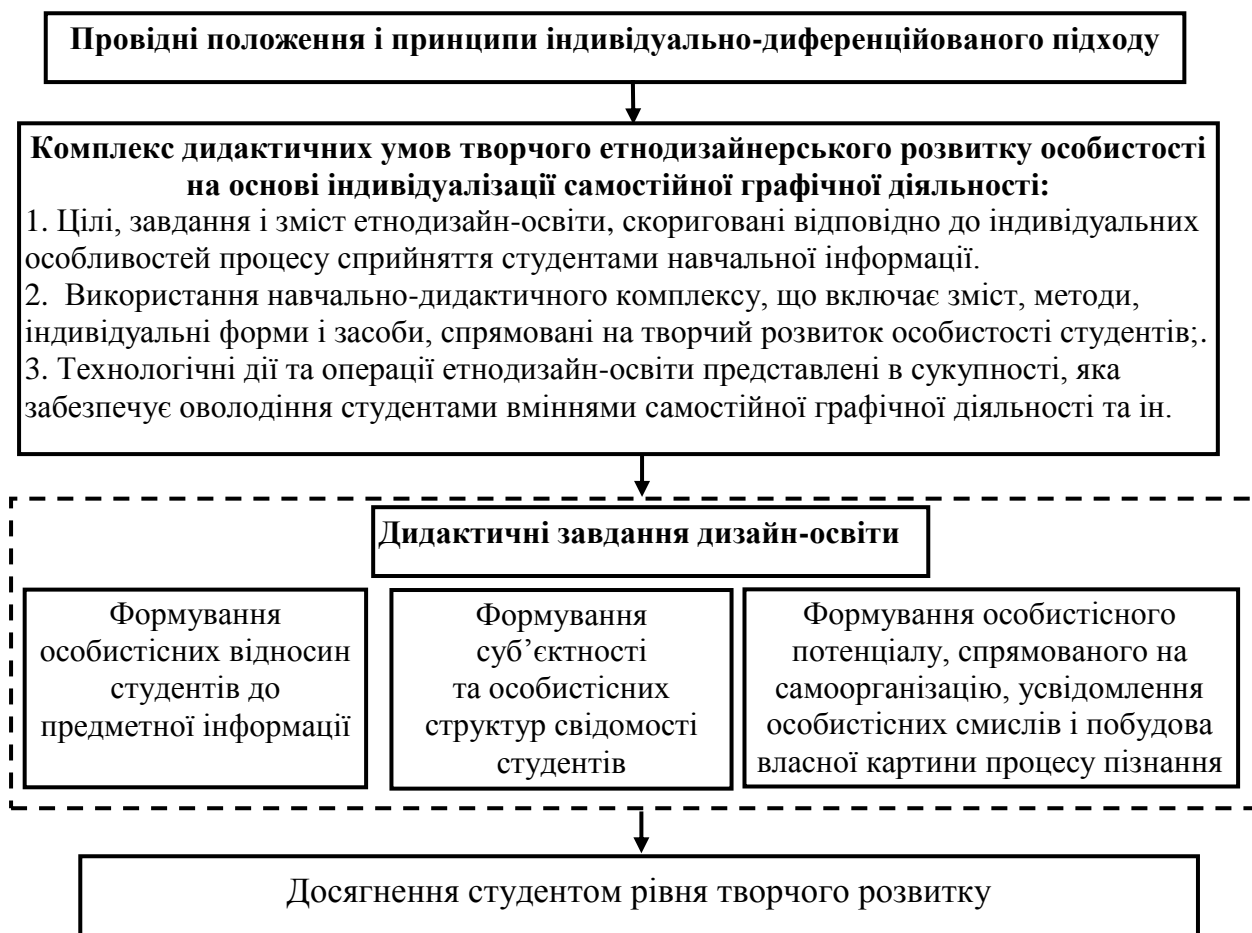 Провідні положення і принципи індивідуально-диференційованого підходу
Комплекс дидактичних умов творчого етнодизайнерського розвитку особистості
на основі індивідуалізації самостійної графічної діяльності:
1. Цілі, завдання і зміст етнодизайн-освіти, скориговані відповідно до індивідуальних
особливостей процесу сприйняття студентами навчальної інформації.
2. Використання навчально-дидактичного комплексу, що включає зміст, методи,
індивідуальні форми і засоби, спрямовані на творчий розвиток особистості студентів;.
3. Технологічні дії та операції етнодизайн-освіти представлені в сукупності, яка
забезпечує оволодіння студентами вміннями самостійної графічної діяльності та ін.
Дидактичні завдання дизайн-освіти
Формування
особистісних відносин
студентів до
предметної інформації
Формування
суб’єктності
та особистісних
структур свідомості
студентів
Формування особистісного
потенціалу, спрямованого на
самоорганізацію, усвідомлення
особистісних смислів і побудова
власної картини процесу пізнання
Досягнення студентом рівня творчого розвитку